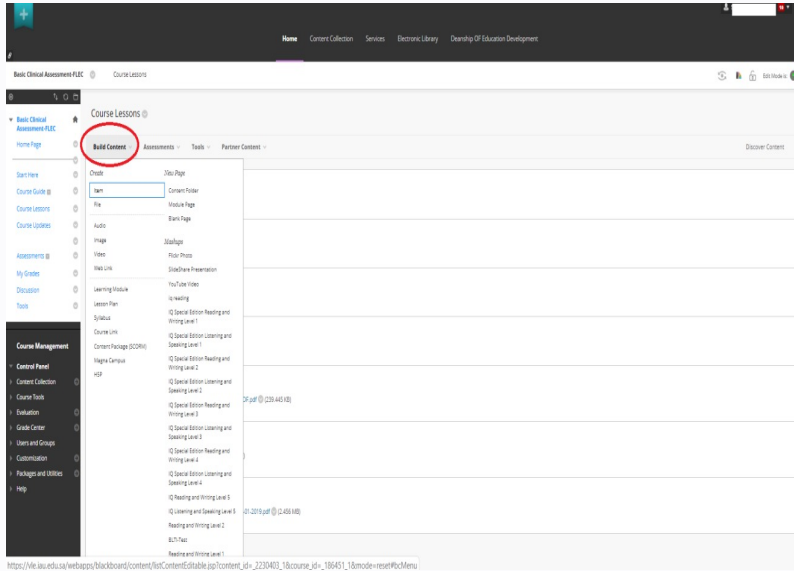 Home Content Collection Services Electronic Library Deanship OF Education Development
Basic Clinical Assessment-FLEC Course Lessons Edit Mode is:
Basic Clinical
Assessment-FLEC
Home Page
Start Here
Course Guide
Course Lessons
Course Updates
Assessments
My Grades
Discussion
Tools
Course Management
Control Panel
Content Collection
Course Tools
Evaluation
Grade Center
Users and Groups
Customization
Packages and Utilities
Help
Course Lessons
Build Content Assessments Tools Partner Content Discover Content
Create
Item
File
Audio
Image
Video
Web Link
Learning Module
Lesson Plan
Syllabus
Course Link
Content Package (SCORM)
Magna Campus
H5P
New Page
Content Folder
Module Page
Blank Page
Mashups
Flickr Photo
SlideShare Presentation
YouTube Video
iq reading
IQ Special Edition Reading and
Writing Level 1
IQ Special Edition Listening and
Speaking Level 1
IQ Special Edition Reading and
Writing Level 2
IQ Special Edition Listening and
Speaking Level 2
IQ Special Edition Reading and
Writing Level 3
IQ Special Edition Listening and
Speaking Level 3
IQ Special Edition Reading and
Writing Level 4
IQ Special Edition Listening and
Speaking Level 4
IQ Reading and Writing Level 5
IQ Listening and Speaking Level 5
Reading and Writing Level 2
BLTI-Test
Reading and Writing Level 1
DF.pdf (239.445 KB)
-01-2019.pdf (2.436 MB)
https://vle.iau.edu.sa/webapps/blackboard/content/listContentEditable.jsp?content_id=_2230403_1&course_id=_186451_1&mode=reset#bcMenu